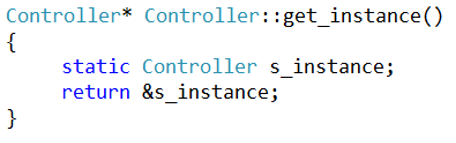 Controller* Controller::get_instance()
{
static Controller s_instance;
return &s_instance;
}